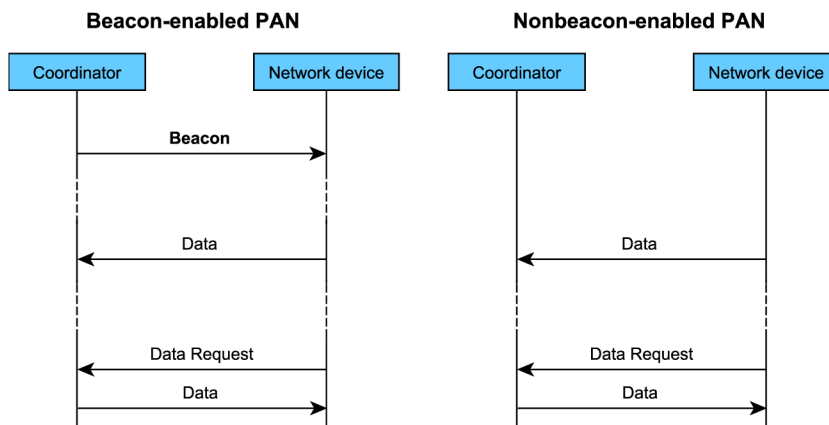 Beacon-enabled PAN
Coordinator
Network device
Beacon
Data
Data Request
Data
Nonbeacon-enabled PAN
Coordinator
Network device
Data
Data Request
Data